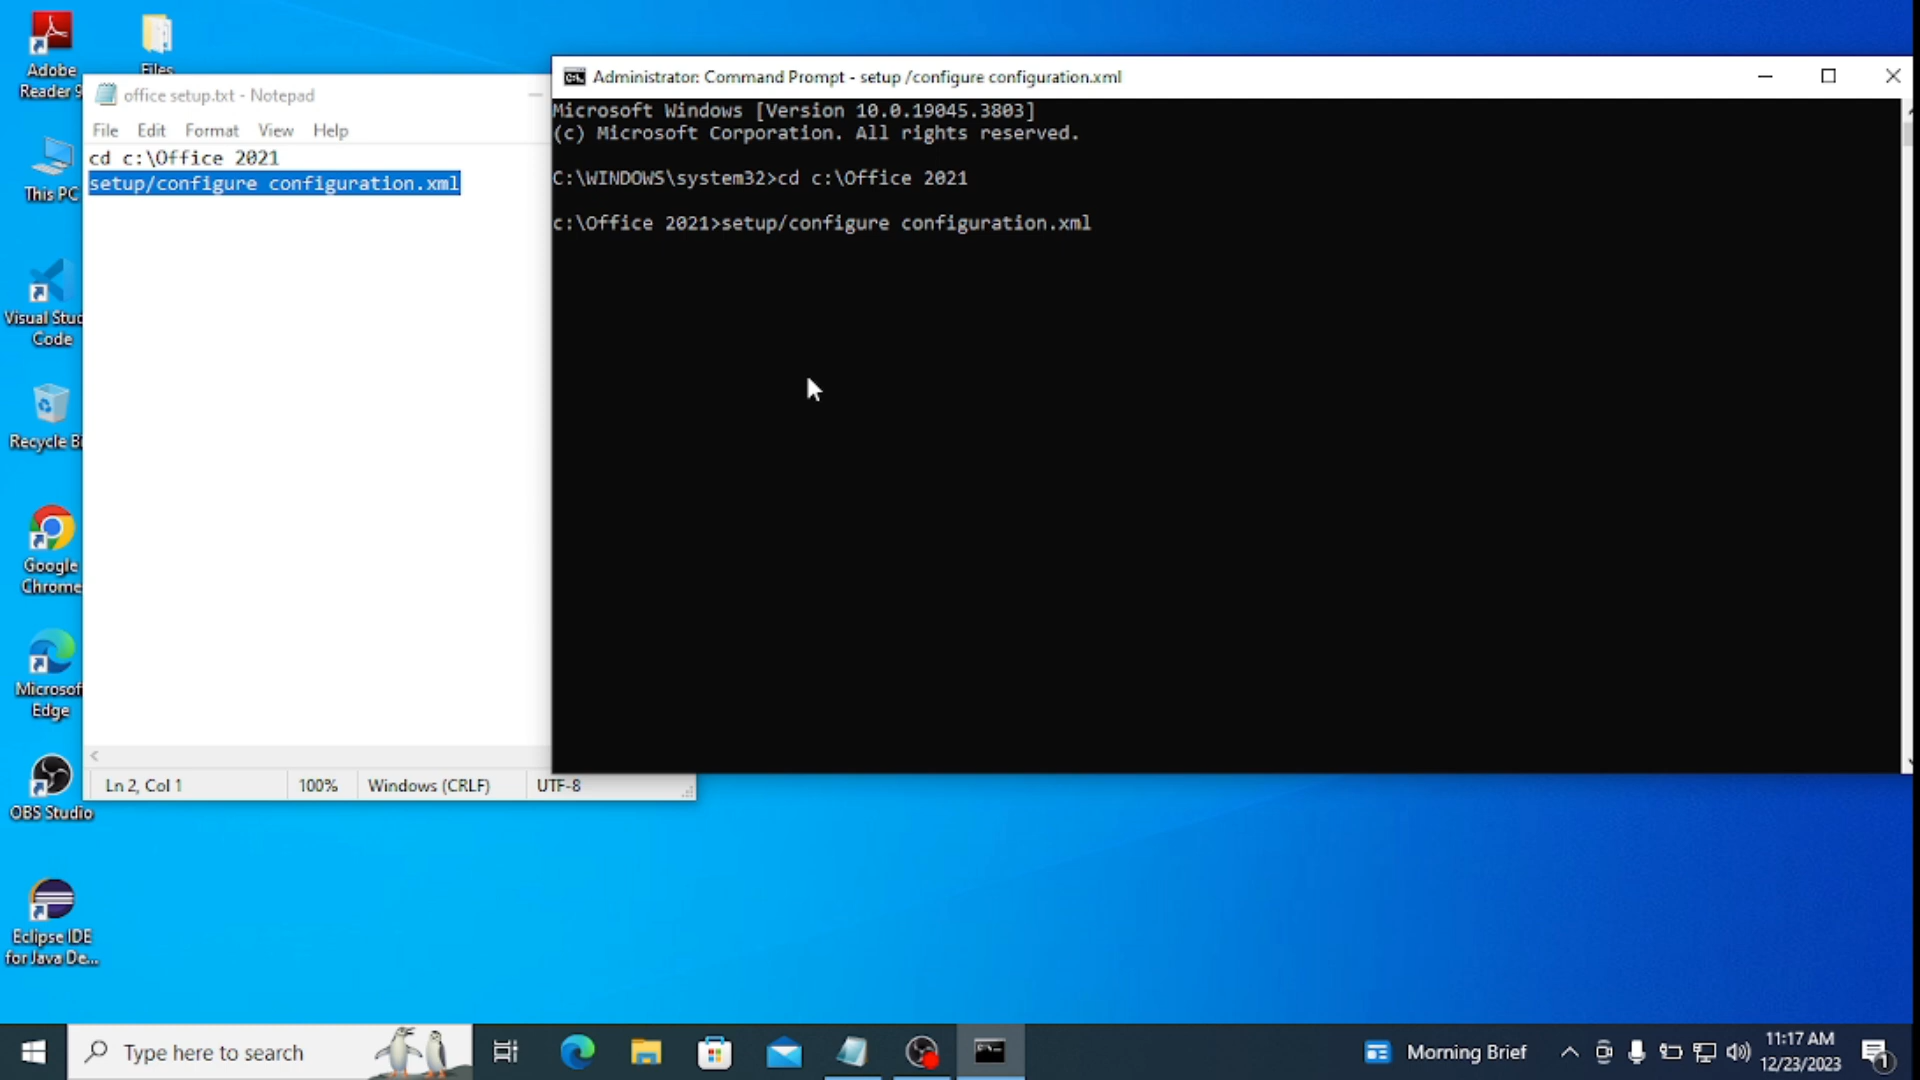 Adobe
Reader 9
Files
This PC
Visual Stud
Code
Recycle Bi
Google
Chrome
Microsof
Edge
OBS Studio
Eclipse IDE
for Java De...
office setup.txt - Notepad
File Edit Format View Help
cd c:\Office 2021
setup/configure configuration.xml
Ln 2, Col 1 100% Windows (CRLF) UTF-8
Administrator: Command Prompt - setup /configure configuration.xml
Microsoft Windows [Version 10.0.19045.3803]
(c) Microsoft Corporation. All rights reserved.
C:\WINDOWS\system32>cd c:\Office 2021
c:\Office 2021>setup/configure configuration.xml
Type here to search
Morning Brief
11:17 AM
12/23/2023
1